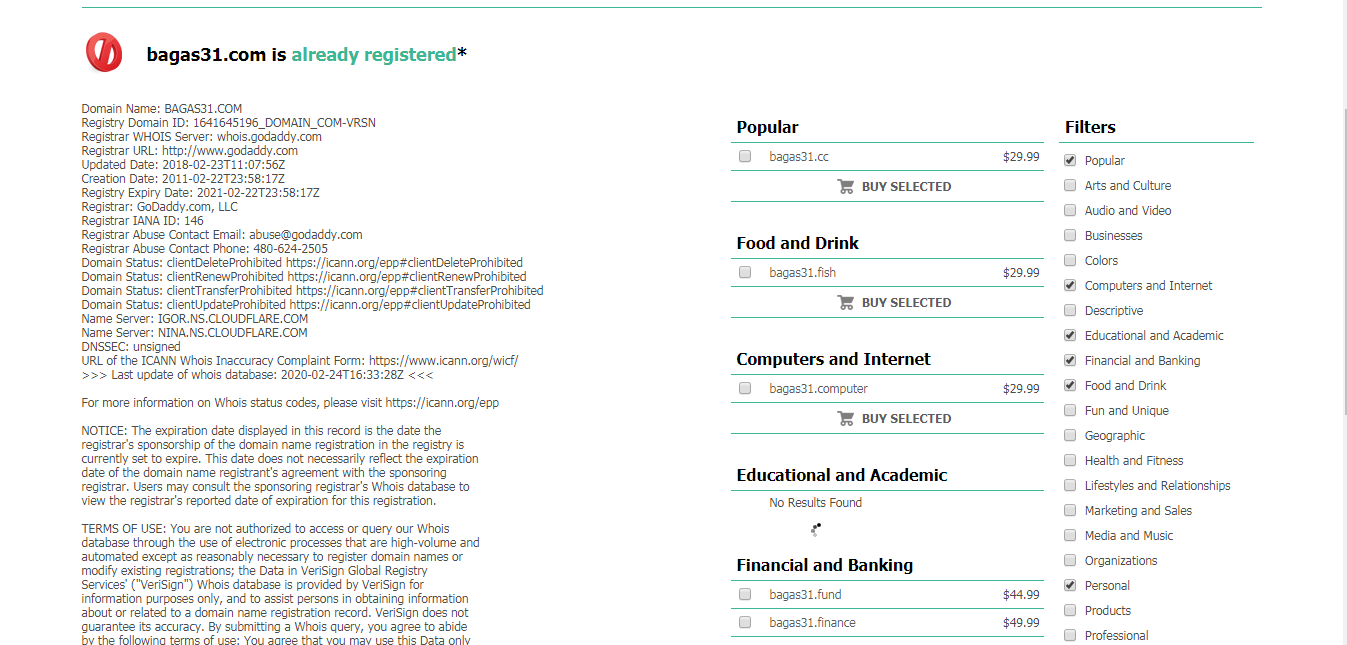 bagas31.com is already registered*
Domain Name: BAGAS31.COM
Registry Domain ID: 1641645196_DOMAIN_COM-VRSN
Registrar WHOIS Server: whois.godaddy.com
Registrar URL: http://www.godaddy.com
Updated Date: 2018-02-23T11:07:56Z
Creation Date: 2011-02-22T23:58:17Z
Registry Expiry Date: 2021-02-22T23:58:17Z
Registrar: GoDaddy.com, LLC
Registrar IANA ID: 146
Registrar Abuse Contact Email: abuse@godaddy.com
Registrar Abuse Contact Phone: 480-624-2505
Domain Status: clientDeleteProhibited https://icann.org/epp#clientDeleteProhibited
Domain Status: clientRenewProhibited https://icann.org/epp#clientRenewProhibited
Domain Status: clientTransferProhibited https://icann.org/epp#clientTransferProhibited
Domain Status: clientUpdateProhibited https://icann.org/epp#clientUpdateProhibited
Name Server: IGOR.NS.CLOUDFLARE.COM
Name Server: NINA.NS.CLOUDFLARE.COM
DNSSEC: unsigned
URL of the ICANN Whois Inaccuracy Complaint Form: https://www.icann.org/wicf/
>>> Last update of whois database: 2020-02-24T16:33:28Z <<<
For more information on Whois status codes, please visit https://icann.org/epp
NOTICE: The expiration date displayed in this record is the date the
registrar's sponsorship of the domain name registration in the registry is
currently set to expire. This date does not necessarily reflect the expiration
date of the domain name registrant's agreement with the sponsoring
registrar. Users may consult the sponsoring registrar's Whois database to
view the registrar's reported date of expiration for this registration.
TERMS OF USE: You are not authorized to access or query our Whois
database through the use of electronic processes that are high-volume and
automated except as reasonably necessary to register domain names or
modify existing registrations; the Data in VeriSign Global Registry
Services' ("VeriSign") Whois database is provided by VeriSign for
information purposes only, and to assist persons in obtaining information
about or related to a domain name registration record. VeriSign does not
guarantee its accuracy. By submitting a Whois query, you agree to abide
by the following terms of use: You agree that you may use this Data only
Popular
bagas31.cc $29.99
BUY SELECTED
Food and Drink
bagas31.fish $29.99
BUY SELECTED
Computers and Internet
bagas31.computer $29.99
BUY SELECTED
Educational and Academic
No Results Found
Financial and Banking
bagas31.fund $44.99
bagas31.finance $49.99
Filters
Popular
Arts and Culture
Audio and Video
Businesses
Colors
Computers and Internet
Descriptive
Educational and Academic
Financial and Banking
Food and Drink
Fun and Unique
Geographic
Health and Fitness
Lifestyles and Relationships
Marketing and Sales
Media and Music
Organizations
Personal
Products
Professional